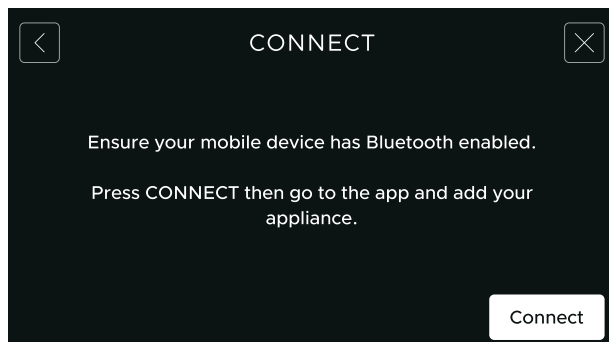 CONNECT
Ensure your mobile device has Bluetooth enabled.
Press CONNECT then go to the app and add your
appliance.
Connect